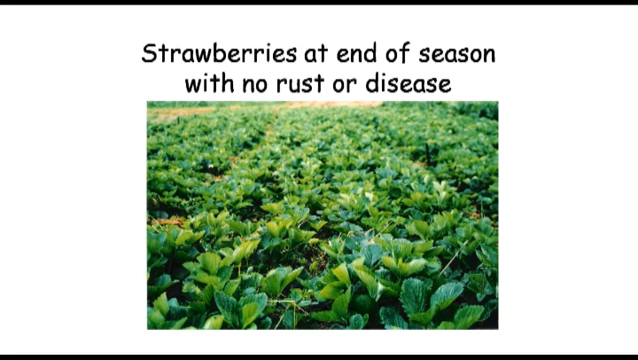 Strawberries at end of season
with no rust or disease